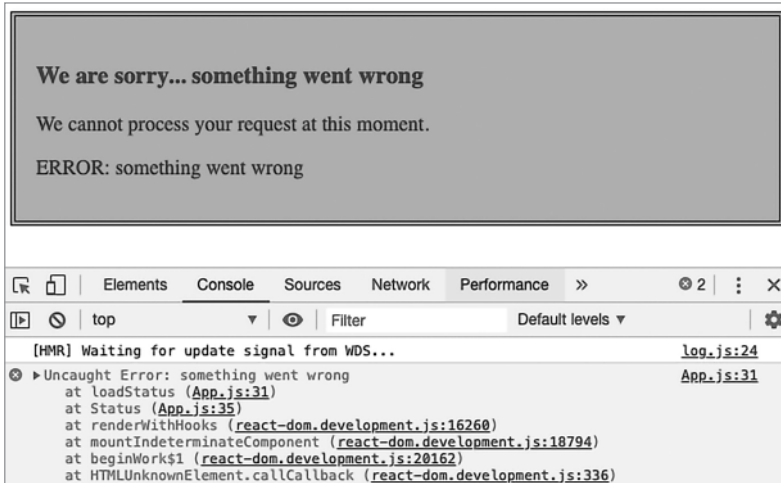 We are sorry... something went wrong
We cannot process your request at this moment.
ERROR: something went wrong
Elements Console Sources Network Performance » 2
top ▼ Filter Default levels ▼
[HMR] Waiting for update signal from WDS... log.js:24
▶Uncaught Error: something went wrong App.js:31
at loadStatus (App.js:31)
at Status (App.js:35)
at renderWithHooks (react-dom.development.js:16260)
at mountIndeterminateComponent (react-dom.development.js:18794)
at beginWork$1 (react-dom.development.js:20162)
at HTMLUnknownElement.callCallback (react-dom.development.js:336)